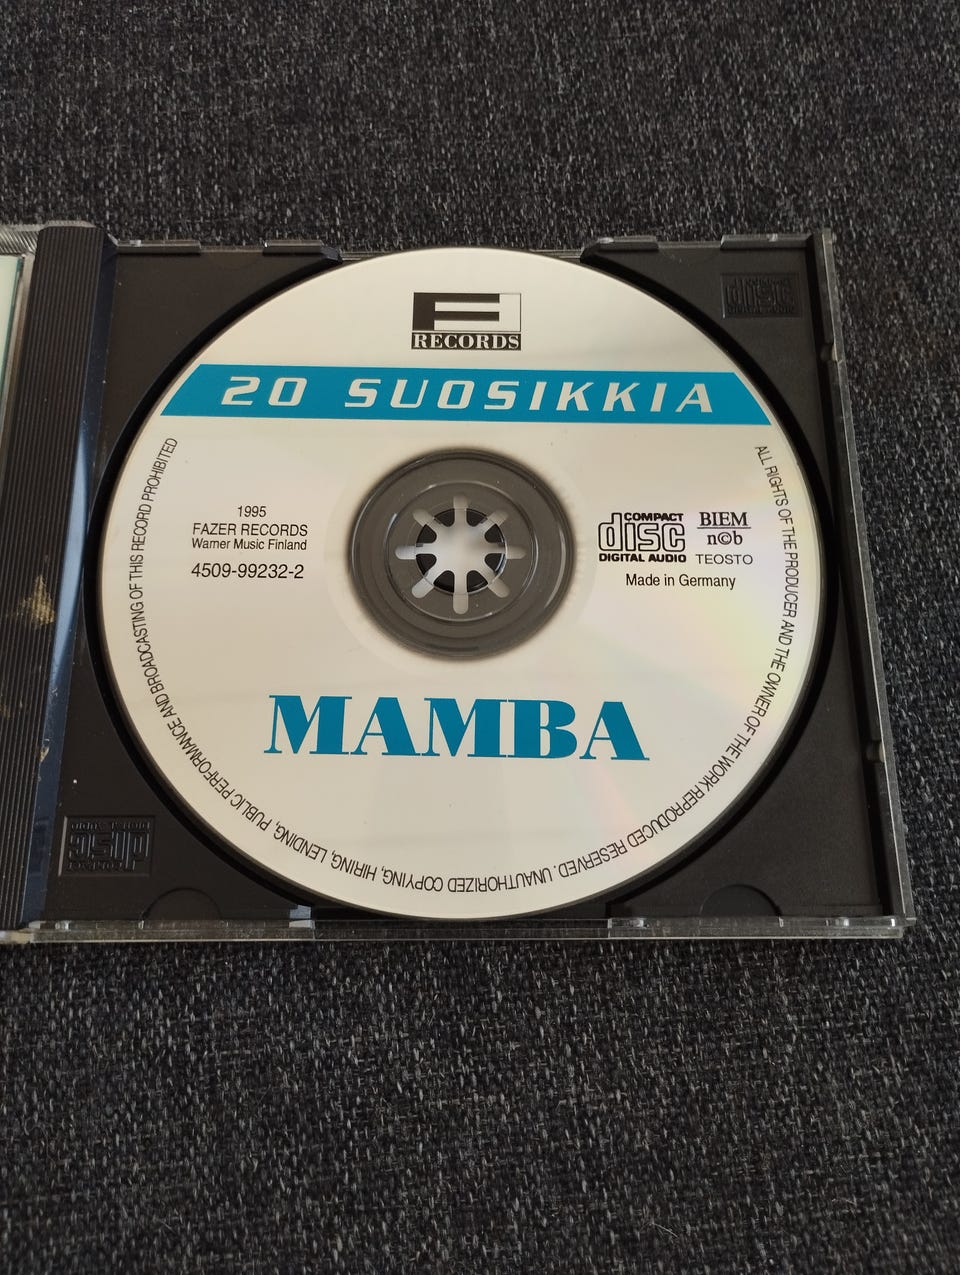 RECORDS
20 SUOSIKKIA
1995
FAZER RECORDS
Warner Music Finland
4509-99232-2
COMPACT
disc
DIGITAL AUDIO
BIEM
n©b
TEOSTO
Made in Germany
MAMBA
ALL RIGHTS OF THE PRODUCER AND THE OWNER OF THE WORK REPRODUCED RESERVED. UNAUTHORIZED COPYING, HIRING, LENDING, PUBLIC PERFORMANCE AND BROADCASTING OF THIS RECORD PROHIBITED
disc
disc